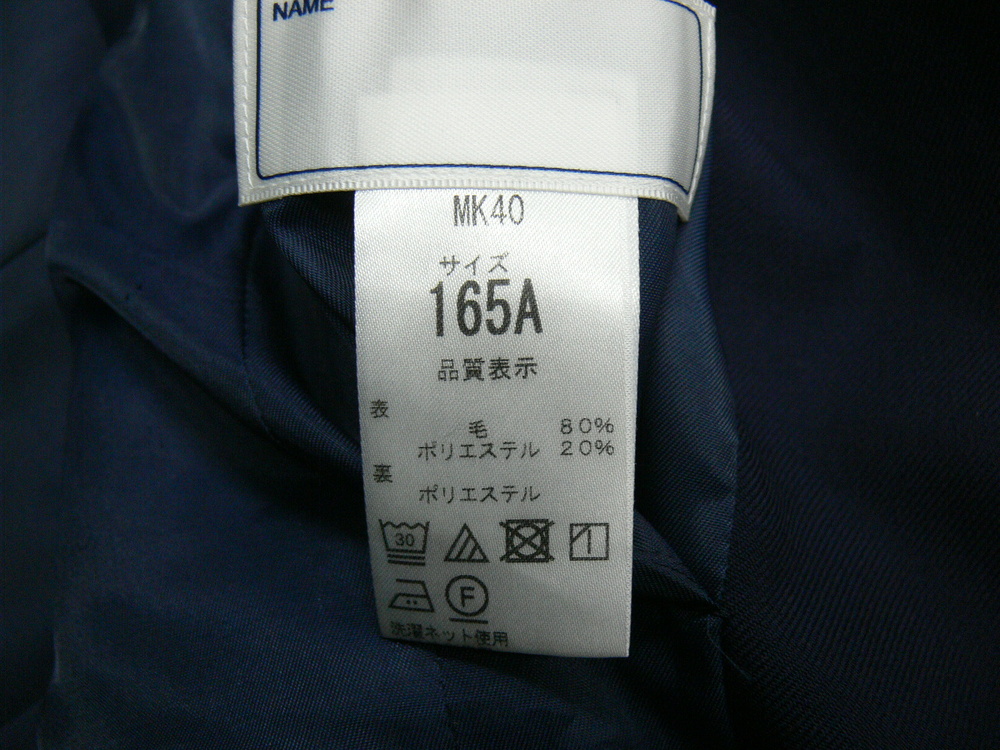 NAME
MK40
サイズ
165A
品質表示
表
毛 80%
ポリエステル 20%
裏
ポリエステル
30
F
洗濯ネット使用